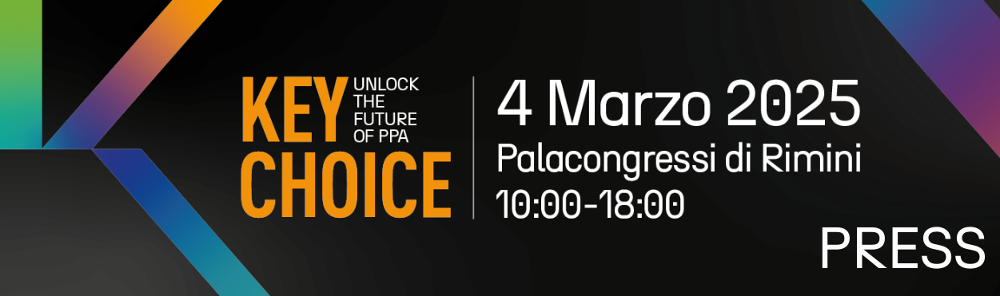 KEY
UNLOCK
THE
FUTURE
OF PPA
CHOICE
4 Marzo 2025
Palacongressi di Rimini
10:00-18:00
PRESS